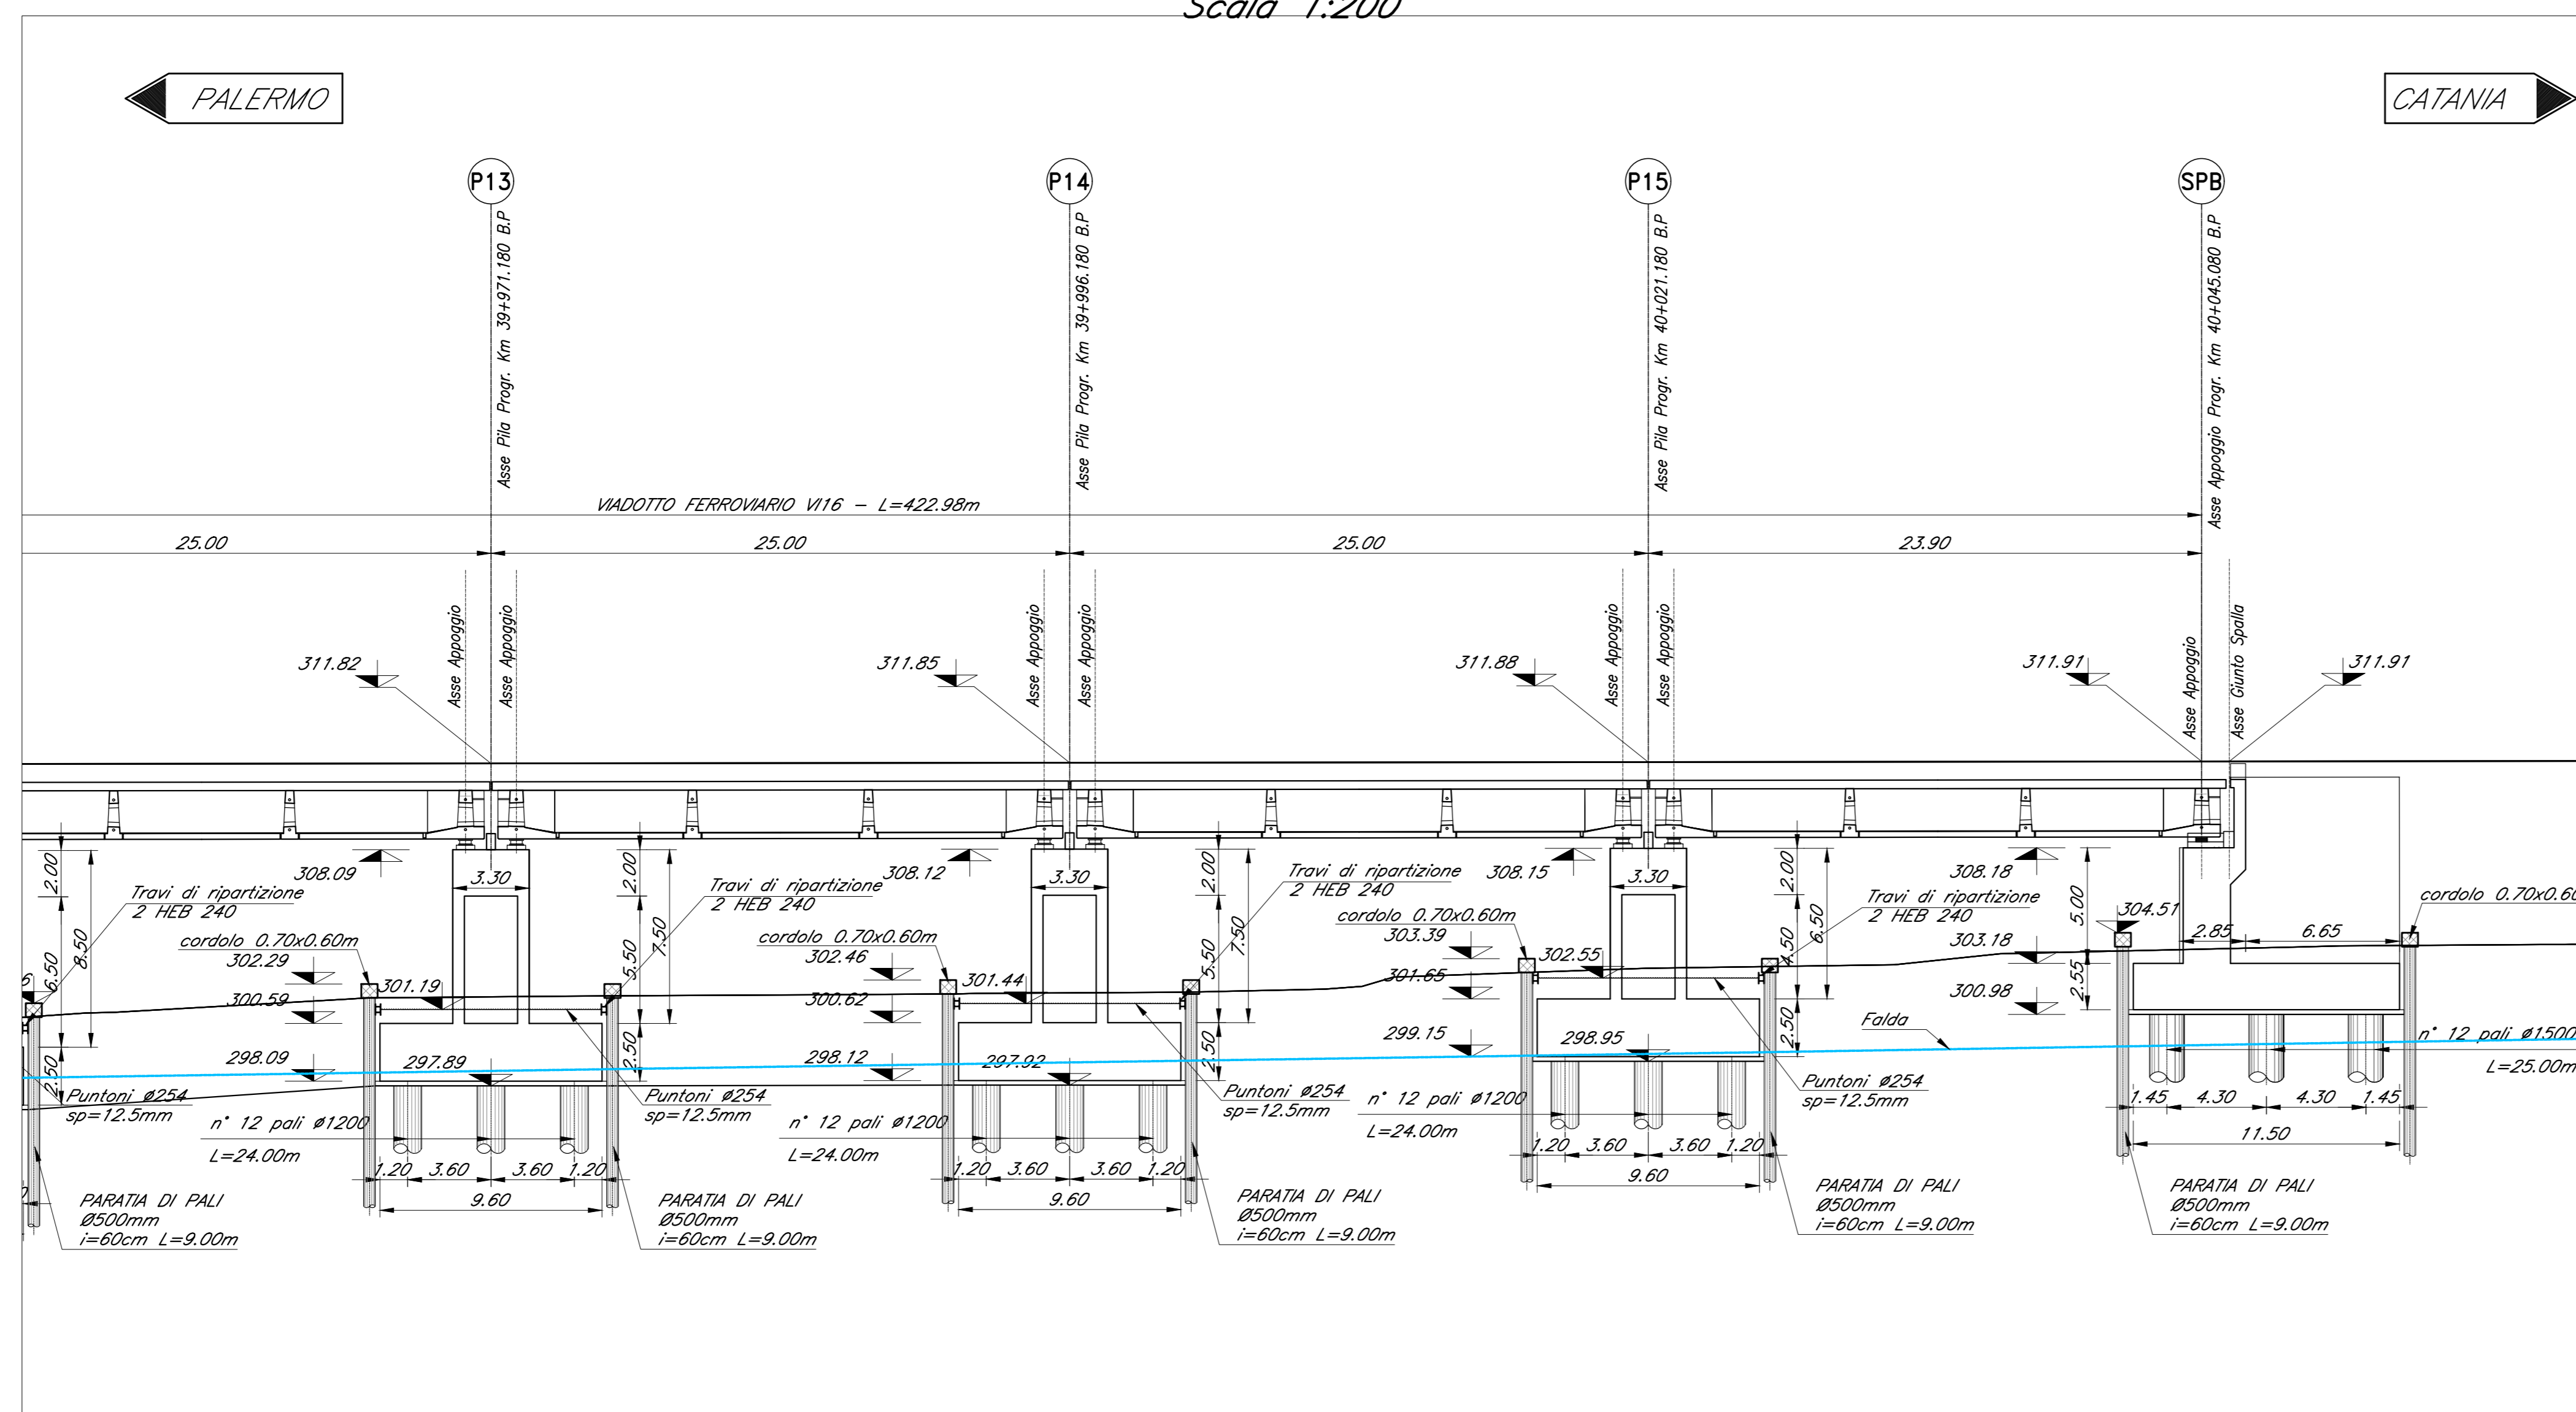 Scala 1:200
PALERMO
CATANIA
P13
P14
P15
SPB
Asse Pila Progr. Km 39+971.180 B.P
Asse Pila Progr. Km 39+996.180 B.P
Asse Pila Progr. Km 40+021.180 B.P
Asse Appoggio Progr. Km 40+045.080 B.P
VIADOTTO FERROVIARIO VI16 - L=422.98m
25.00
25.00
25.00
23.90
Asse Appoggio
Asse Appoggio
Asse Appoggio
Asse Appoggio
Asse Appoggio
Asse Appoggio
Asse Appoggio
Asse Giunto Spalla
311.82
311.85
311.88
311.91
311.91
2.00
6.50
8.50
2.50
Travi di ripartizione
2 HEB 240
cordolo 0.70x0.60m
302.29
300.59
298.09
301.19
297.89
308.09
3.30
2.00
5.50
7.50
2.50
Puntoni ø254
sp=12.5mm
n° 12 pali ø1200
L=24.00m
1.20
3.60
3.60
1.20
9.60
PARATIA DI PALI
Ø500mm
i=60cm L=9.00m
Travi di ripartizione
2 HEB 240
cordolo 0.70x0.60m
302.46
300.62
298.12
301.44
297.92
308.12
3.30
2.00
5.50
7.50
2.50
Puntoni ø254
sp=12.5mm
n° 12 pali ø1200
L=24.00m
1.20
3.60
3.60
1.20
9.60
PARATIA DI PALI
Ø500mm
i=60cm L=9.00m
Travi di ripartizione
2 HEB 240
cordolo 0.70x0.60m
303.39
301.65
299.15
302.55
298.95
308.15
3.30
2.00
4.50
6.50
2.50
Puntoni ø254
sp=12.5mm
n° 12 pali ø1200
L=24.00m
1.20
3.60
3.60
1.20
9.60
PARATIA DI PALI
Ø500mm
i=60cm L=9.00m
Travi di ripartizione
2 HEB 240
Puntoni ø254
sp=12.5mm
PARATIA DI PALI
Ø500mm
i=60cm L=9.00m
Falda
308.18
303.18
300.98
304.51
5.00
2.55
2.85
6.65
cordolo 0.70x0.60
n° 12 pali ø1500
L=25.00m
1.45
4.30
4.30
1.45
11.50
PARATIA DI PALI
Ø500mm
i=60cm L=9.00m